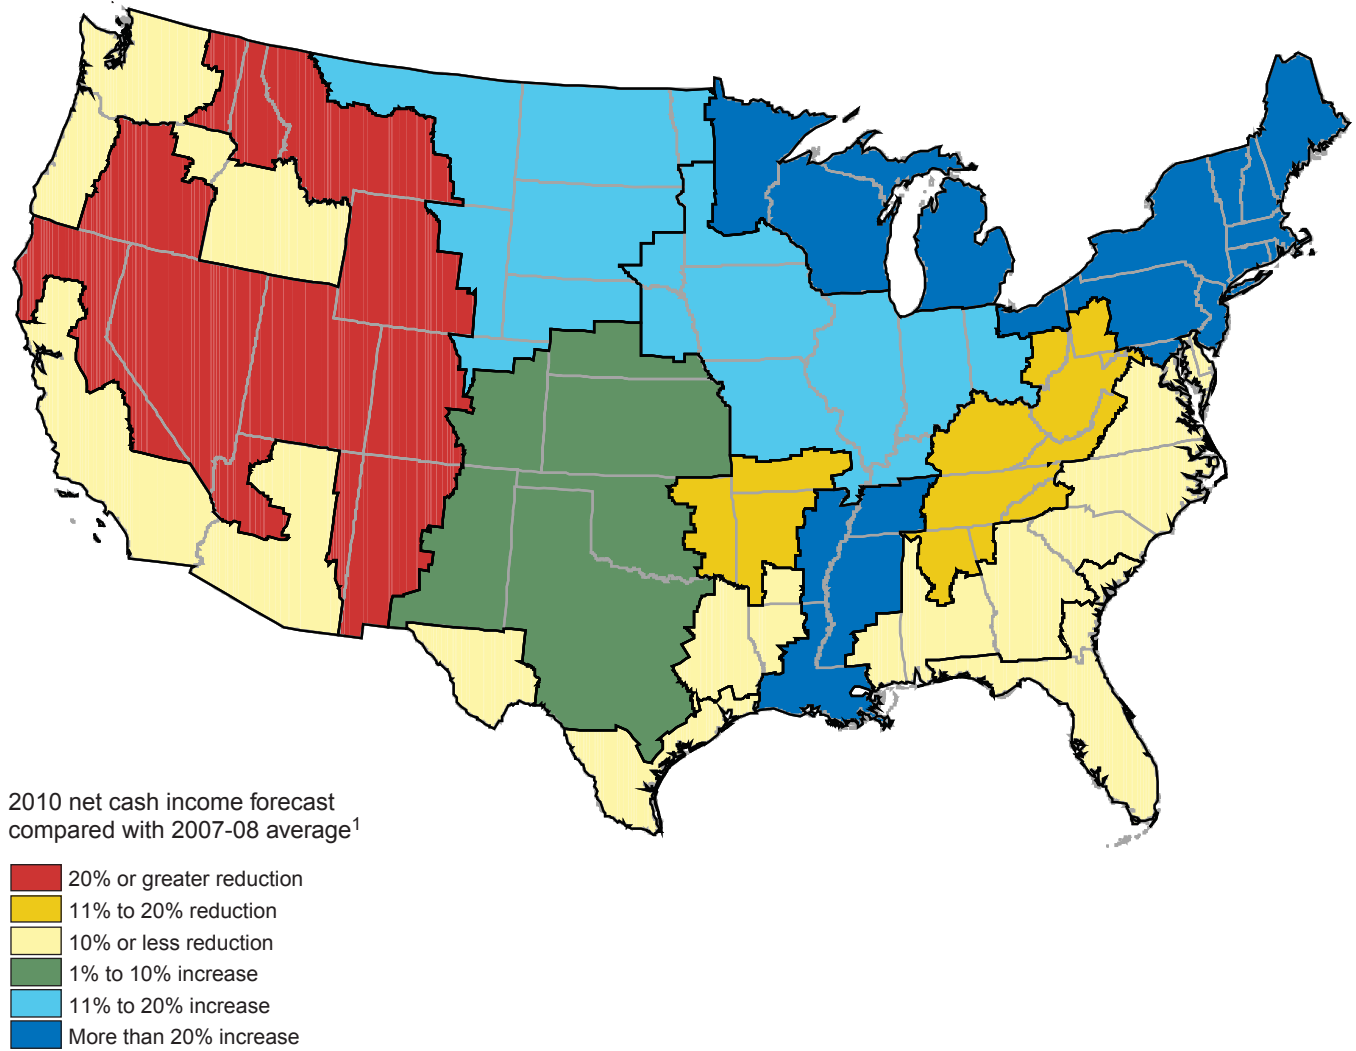 2010 net cash income forecast
compared with 2007-08 average¹
20% or greater reduction
11% to 20% reduction
10% or less reduction
1% to 10% increase
11% to 20% increase
More than 20% increase